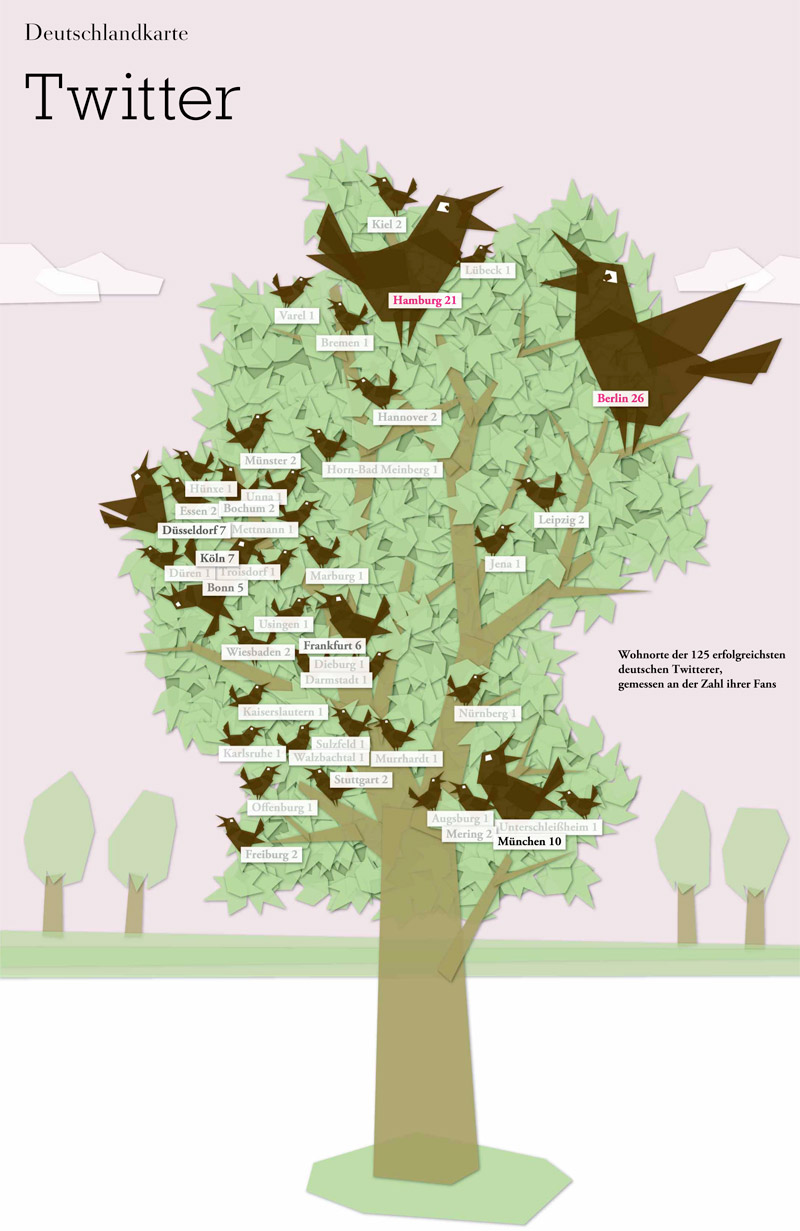 Deutschlandkarte
Twitter
Kiel 2
Lübeck 1
Hamburg 21
Varel 1
Bremen 1
Berlin 26
Hannover 2
Münster 2
Horn-Bad Meinberg 1
Hünxe 1
Unna 1
Essen 2
Bochum 2
Leipzig 2
Düsseldorf 7
Mettmann 1
Köln 7
Jena 1
Düren 1
Troisdorf 1
Marburg 1
Bonn 5
Usingen 1
Frankfurt 6
Wiesbaden 2
Dieburg 1
Darmstadt 1
Wohnorte der 125 erfolgreichsten
deutschen Twitterer,
gemessen an der Zahl ihrer Fans
Kaiserslautern 1
Nürnberg 1
Sulzfeld 1
Karlsruhe 1
Walzbachtal 1
Murrhardt 1
Stuttgart 2
Offenburg 1
Augsburg 1
Unterschleißheim 1
Mering 2
München 10
Freiburg 2